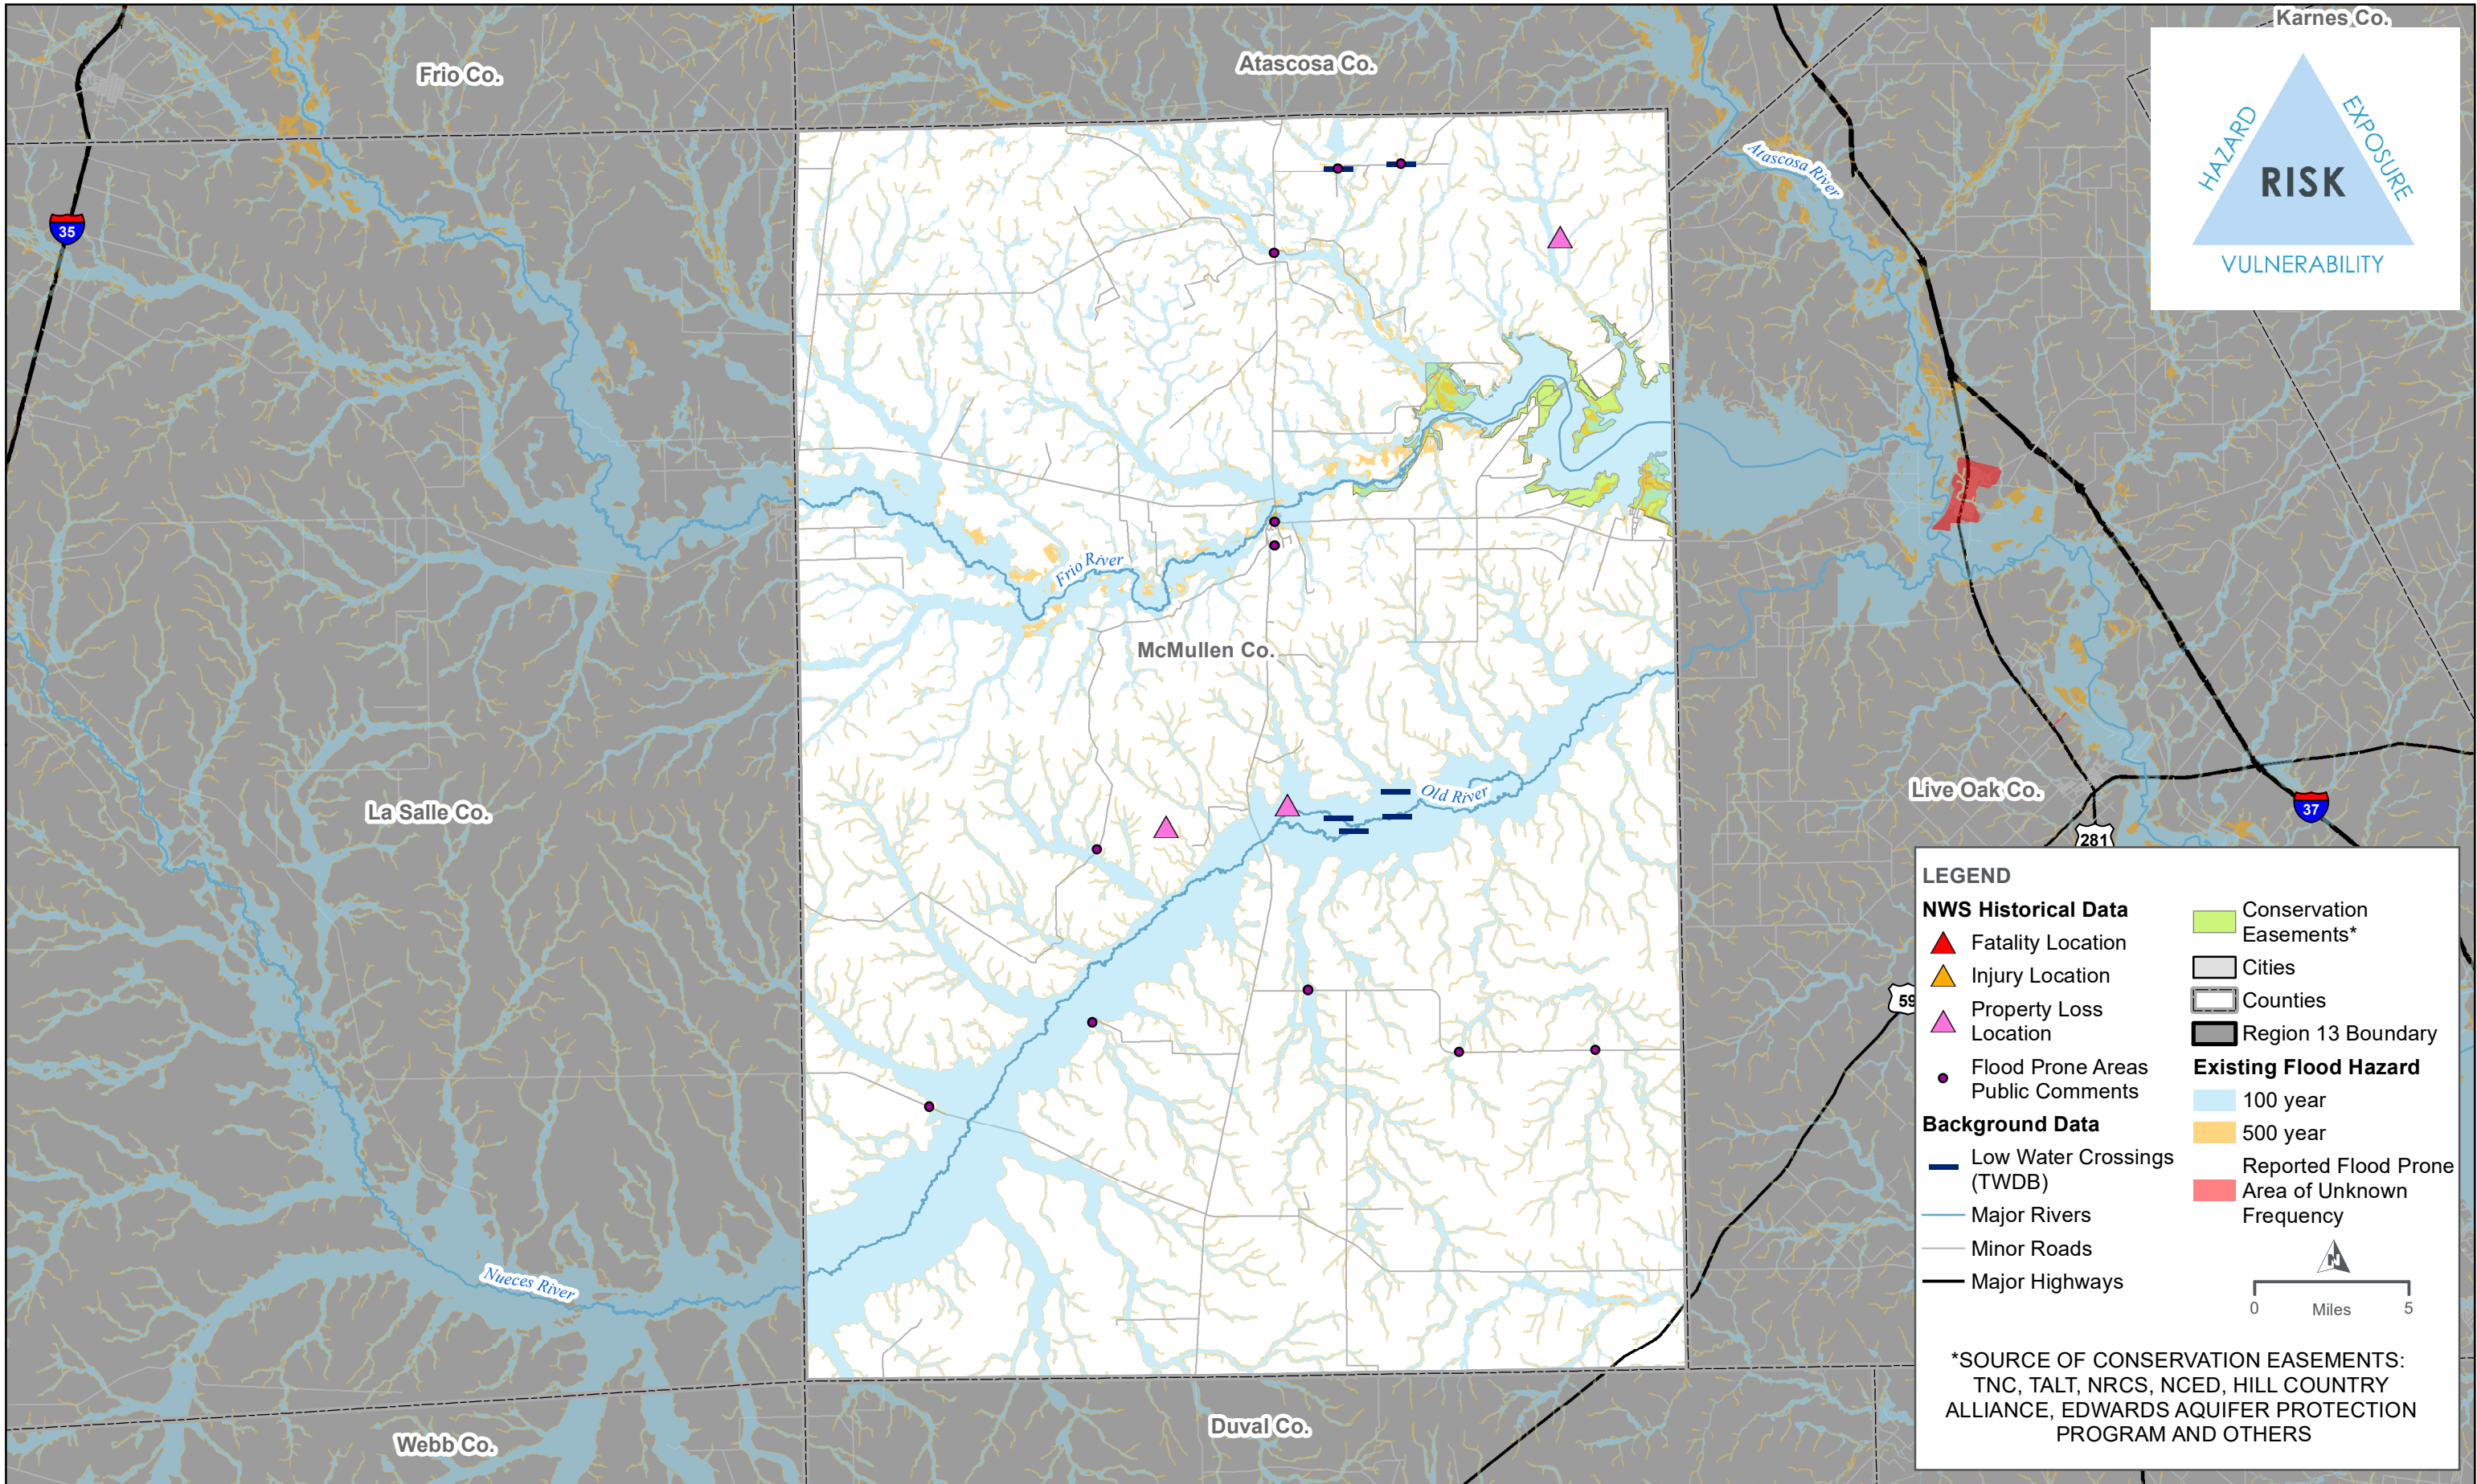 Karnes Co.
Frio Co.
Atascosa Co.
HAZARD
EXPOSURE
RISK
VULNERABILITY
Atascosa River
35
Frio River
McMullen Co.
Old River
La Salle Co.
Live Oak Co.
37
281
59
Nueces River
Webb Co.
Duval Co.
LEGEND
NWS Historical Data
Fatality Location
Injury Location
Property Loss
Location
Flood Prone Areas
Public Comments
Background Data
Low Water Crossings
(TWDB)
Major Rivers
Minor Roads
Major Highways
Conservation
Easements*
Cities
Counties
Region 13 Boundary
Existing Flood Hazard
100 year
500 year
Reported Flood Prone
Area of Unknown
Frequency
N
0 Miles 5
*SOURCE OF CONSERVATION EASEMENTS:
TNC, TALT, NRCS, NCED, HILL COUNTRY
ALLIANCE, EDWARDS AQUIFER PROTECTION
PROGRAM AND OTHERS